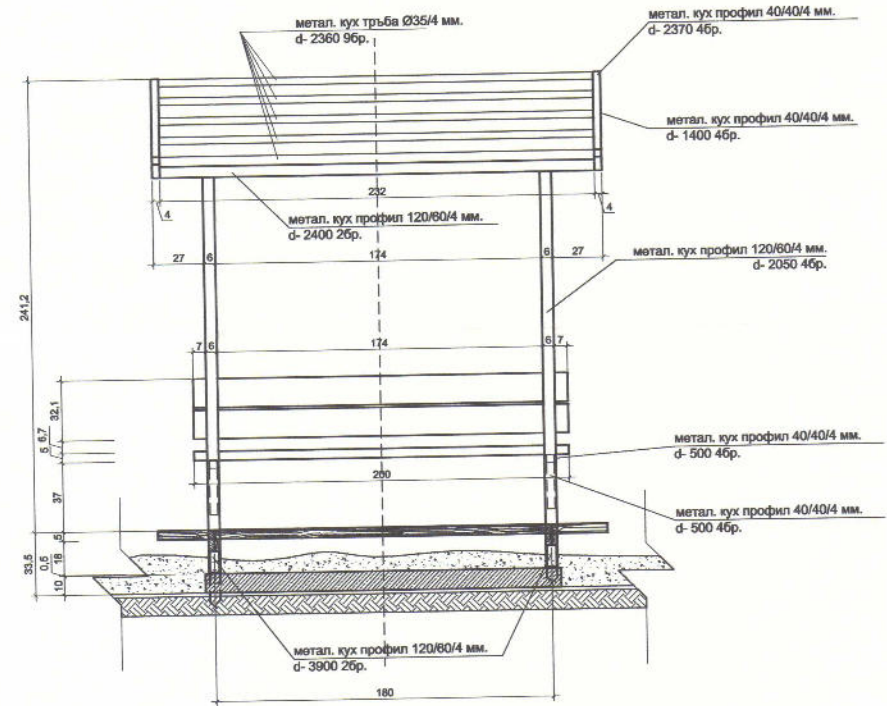 метал. кух тръба Ø35/4 мм.
d- 2360 9бр.
метал. кух профил 40/40/4 мм.
d- 2370 4бр.
метал. кух профил 40/40/4 мм.
d- 1400 4бр.
232
4
4
метал. кух профил 120/60/4 мм.
d- 2400 2бр.
27
6
174
6
27
метал. кух профил 120/60/4 мм.
d- 2050 4бр.
241,2
7
6
174
6
7
32,1
6,7
5
37
200
метал. кух профил 40/40/4 мм.
d- 500 4бр.
метал. кух профил 40/40/4 мм.
d- 500 4бр.
33,5
5
0,5
18
10
метал. кух профил 120/60/4 мм.
d- 3900 2бр.
180